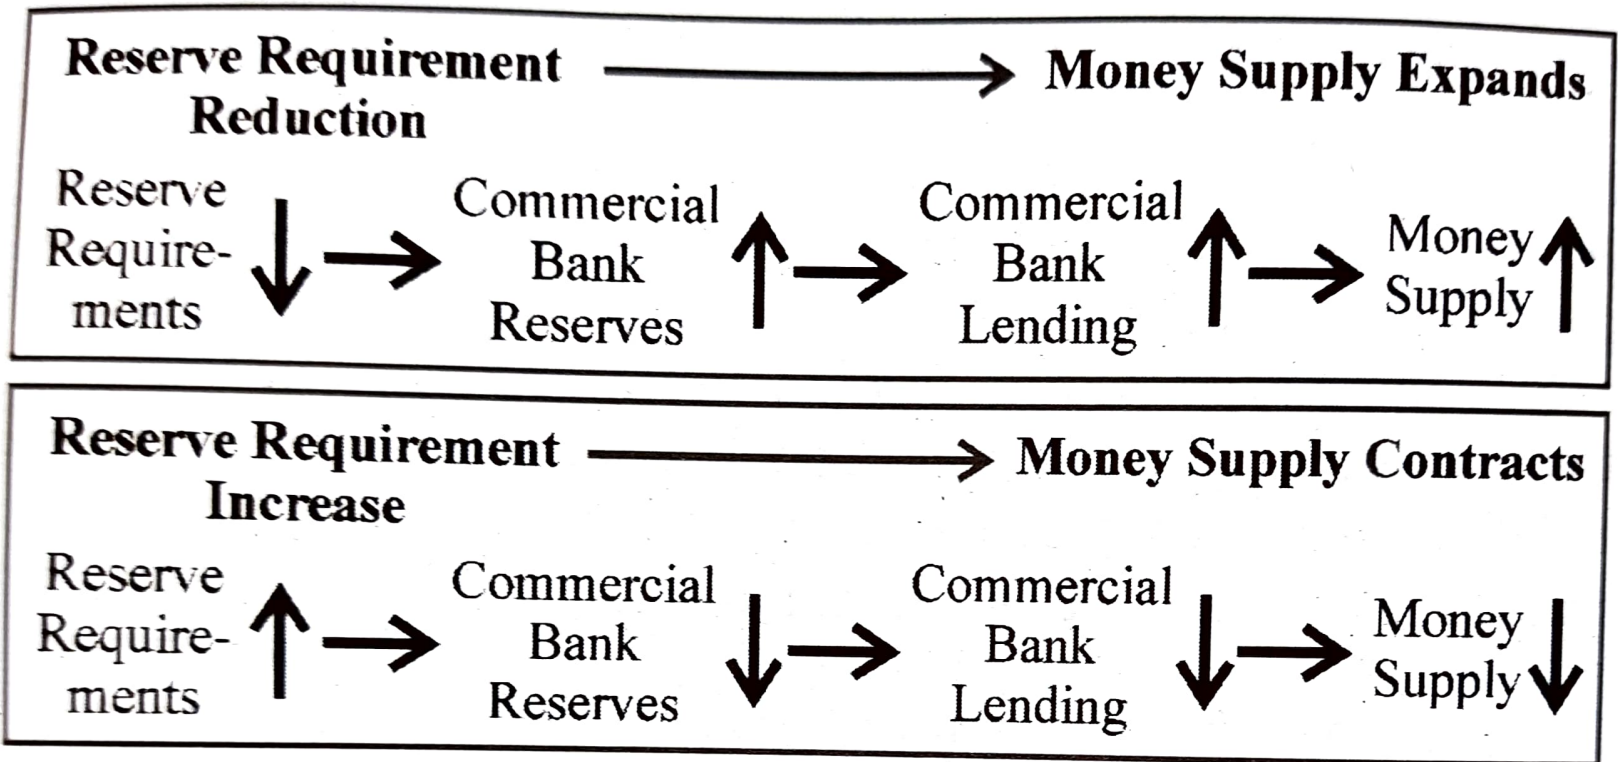 Reserve Requirement Money Supply Expands
Reduction
Reserve
Require-
ments
Commercial
Bank
Reserves
Commercial
Bank
Lending
Money
Supply
Reserve Requirement Money Supply Contracts
Increase
Reserve
Require-
ments
Commercial
Bank
Reserves
Commercial
Bank
Lending
Money
Supply